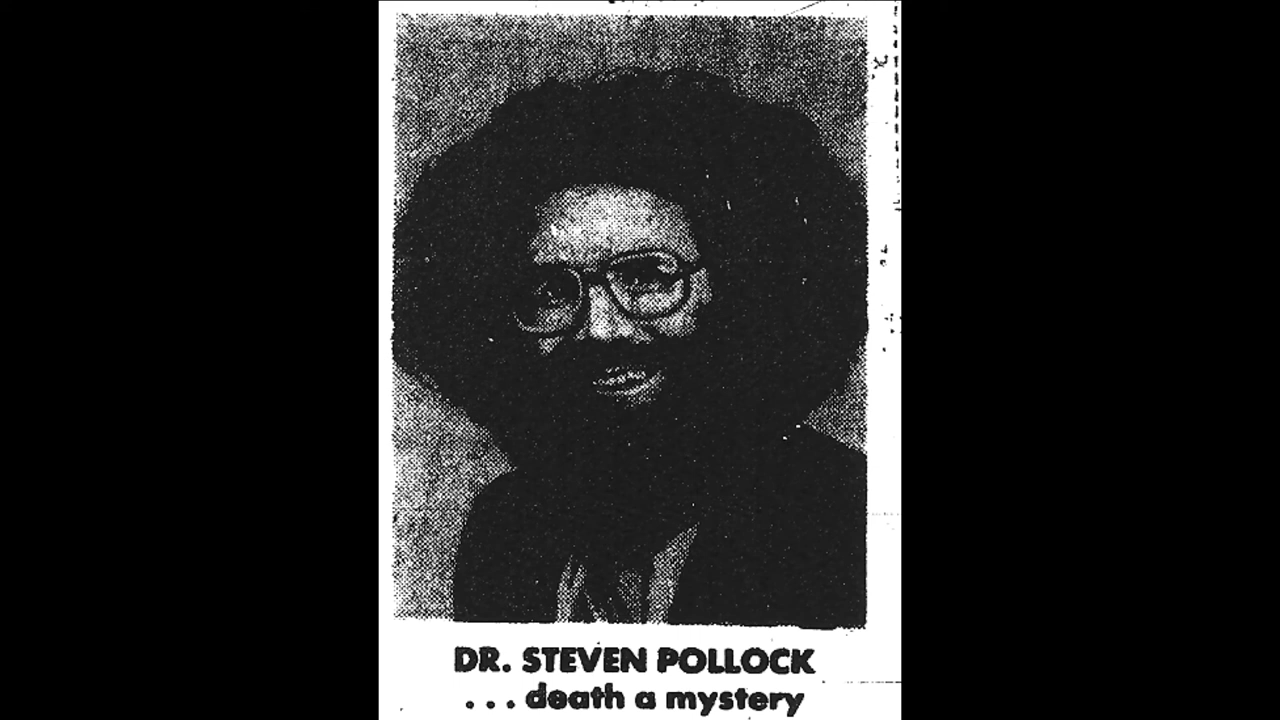 DR. STEVEN POLLOCK
. . . death a mystery